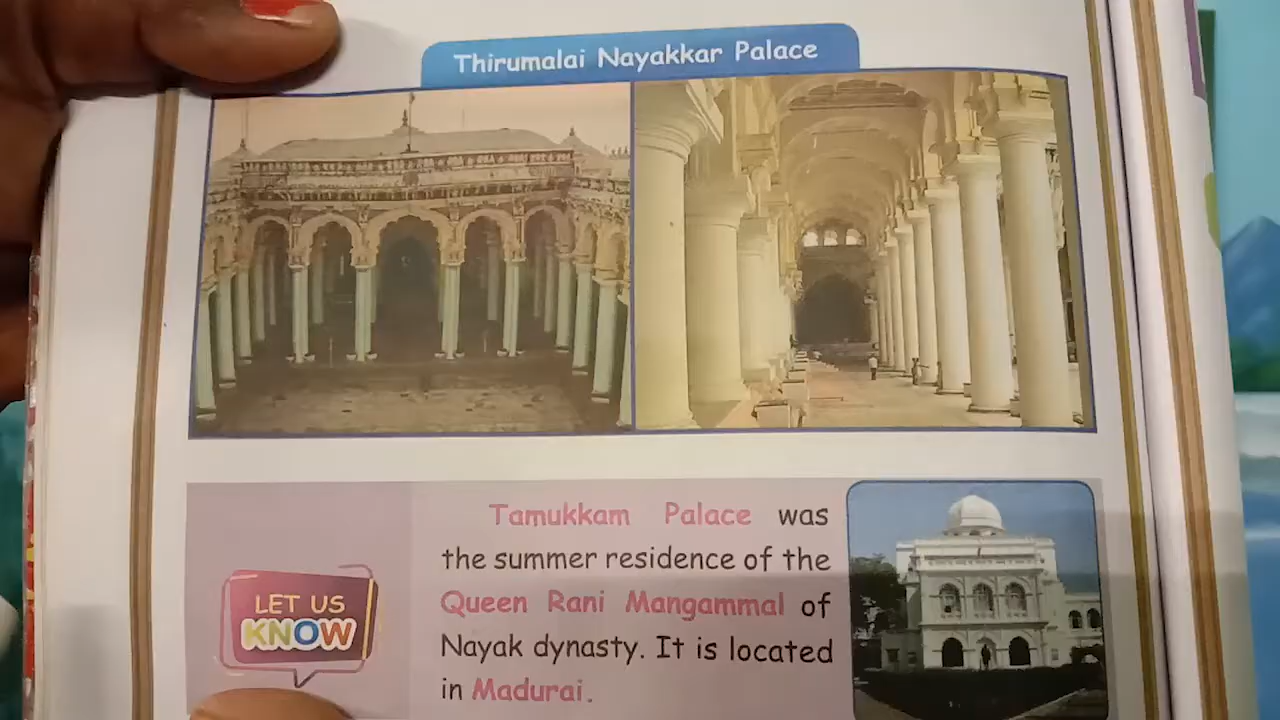 Thirumalai Nayakkar Palace
Tamukkam Palace was
the summer residence of the
Queen Rani Mangammal of
Nayak dynasty. It is located
in Madurai.
LET US
KNOW